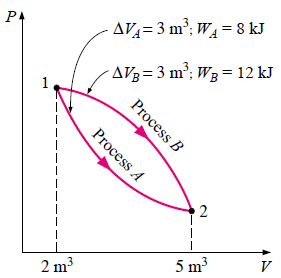 P
ΔV_A = 3 m³; W_A = 8 kJ
ΔV_B = 3 m³; W_B = 12 kJ
1
Process B
Process A
2
2 m³
5 m³
V